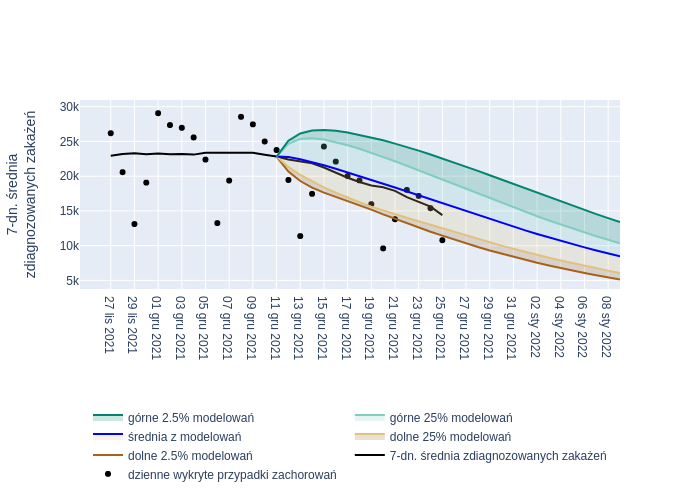 7-dn. średnia
zdiagnozowanych zakażeń
30k
25k
20k
15k
10k
5k
27 lis 2021
29 lis 2021
01 gru 2021
03 gru 2021
05 gru 2021
07 gru 2021
09 gru 2021
11 gru 2021
13 gru 2021
15 gru 2021
17 gru 2021
19 gru 2021
21 gru 2021
23 gru 2021
25 gru 2021
27 gru 2021
29 gru 2021
31 gru 2021
02 sty 2022
04 sty 2022
06 sty 2022
08 sty 2022
górne 2.5% modelowań
górne 25% modelowań
średnia z modelowań
dolne 25% modelowań
dolne 2.5% modelowań
7-dn. średnia zdiagnozowanych zakażeń
dzienne wykryte przypadki zachorowań